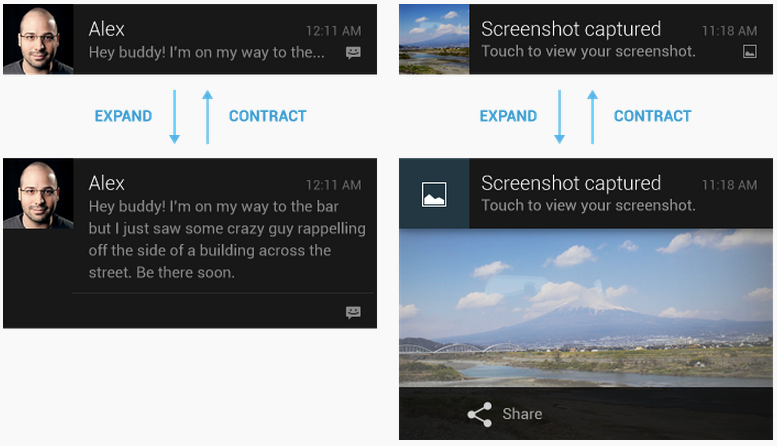 Alex
12:11 AM
Hey buddy! I'm on my way to the...
EXPAND
CONTRACT
Alex
12:11 AM
Hey buddy! I'm on my way to the bar
but I just saw some crazy guy rappelling
off the side of a building across the
street. Be there soon.
Screenshot captured
11:18 AM
Touch to view your screenshot.
EXPAND
CONTRACT
Screenshot captured
11:18 AM
Touch to view your screenshot.
Share